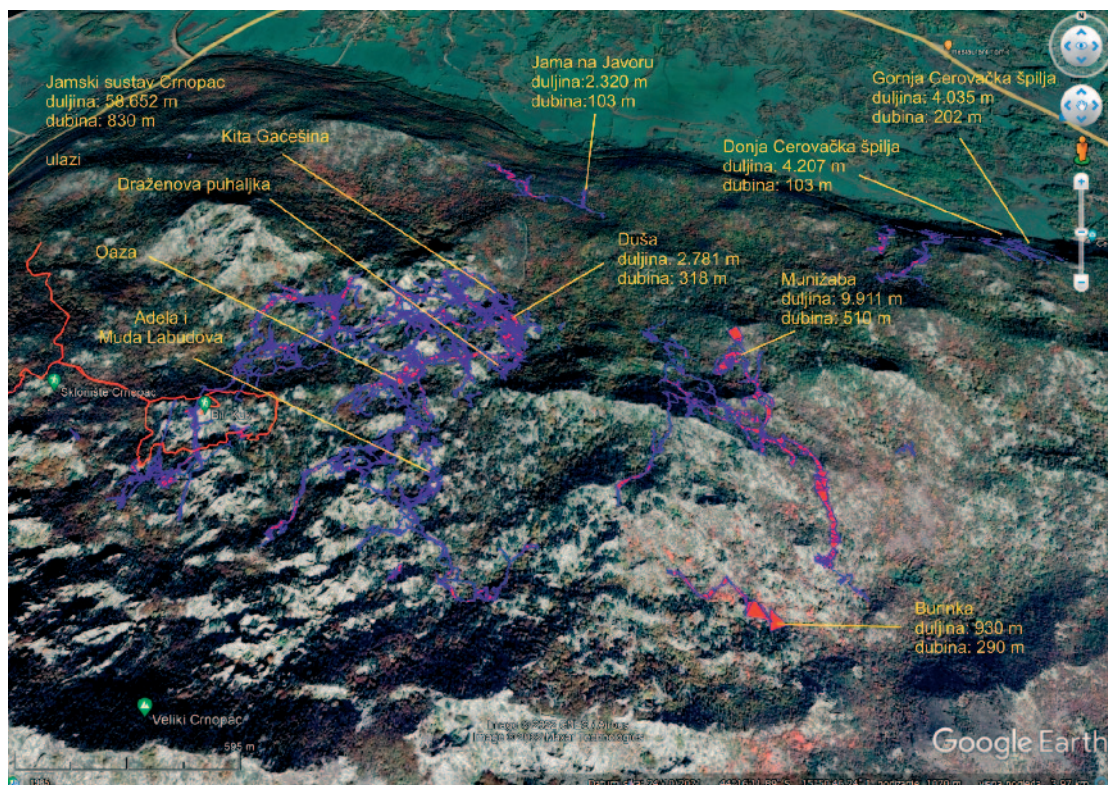 Jamski sustav Crnopac
duljina: 58.652 m
dubina: 830 m
ulazi
Kita Gaćešina
Draženova puhaljka
Oaza
Adela i
Muda Labudova
Jama na Javoru
duljina:2.320 m
dubina:103 m
Gornja Cerovačka špilja
duljina: 4.035 m
dubina: 202 m
Donja Cerovačka špilja
duljina: 4.207 m
dubina: 103 m
Duša
duljina: 2.781 m
dubina: 318 m
Munižaba
duljina: 9.911 m
dubina: 510 m
Sklonište Crnopac
Burinka
duljina: 930 m
dubina: 290 m
Veliki Crnopac
595 m
Google Earth
N